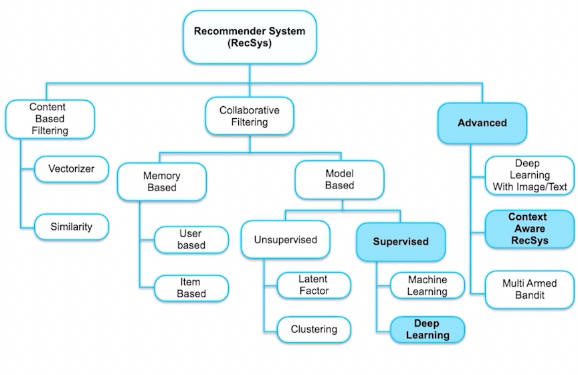 Recommender System
(RecSys)
Content
Based
Filtering
Vectorizer
Similarity
Collaborative
Filtering
Memory
Based
User
based
Item
Based
Model
Based
Unsupervised
Latent
Factor
Clustering
Supervised
Machine
Learning
Deep
Learning
Advanced
Deep
Learning
With Image/Text
Context
Aware
RecSys
Multi Armed
Bandit